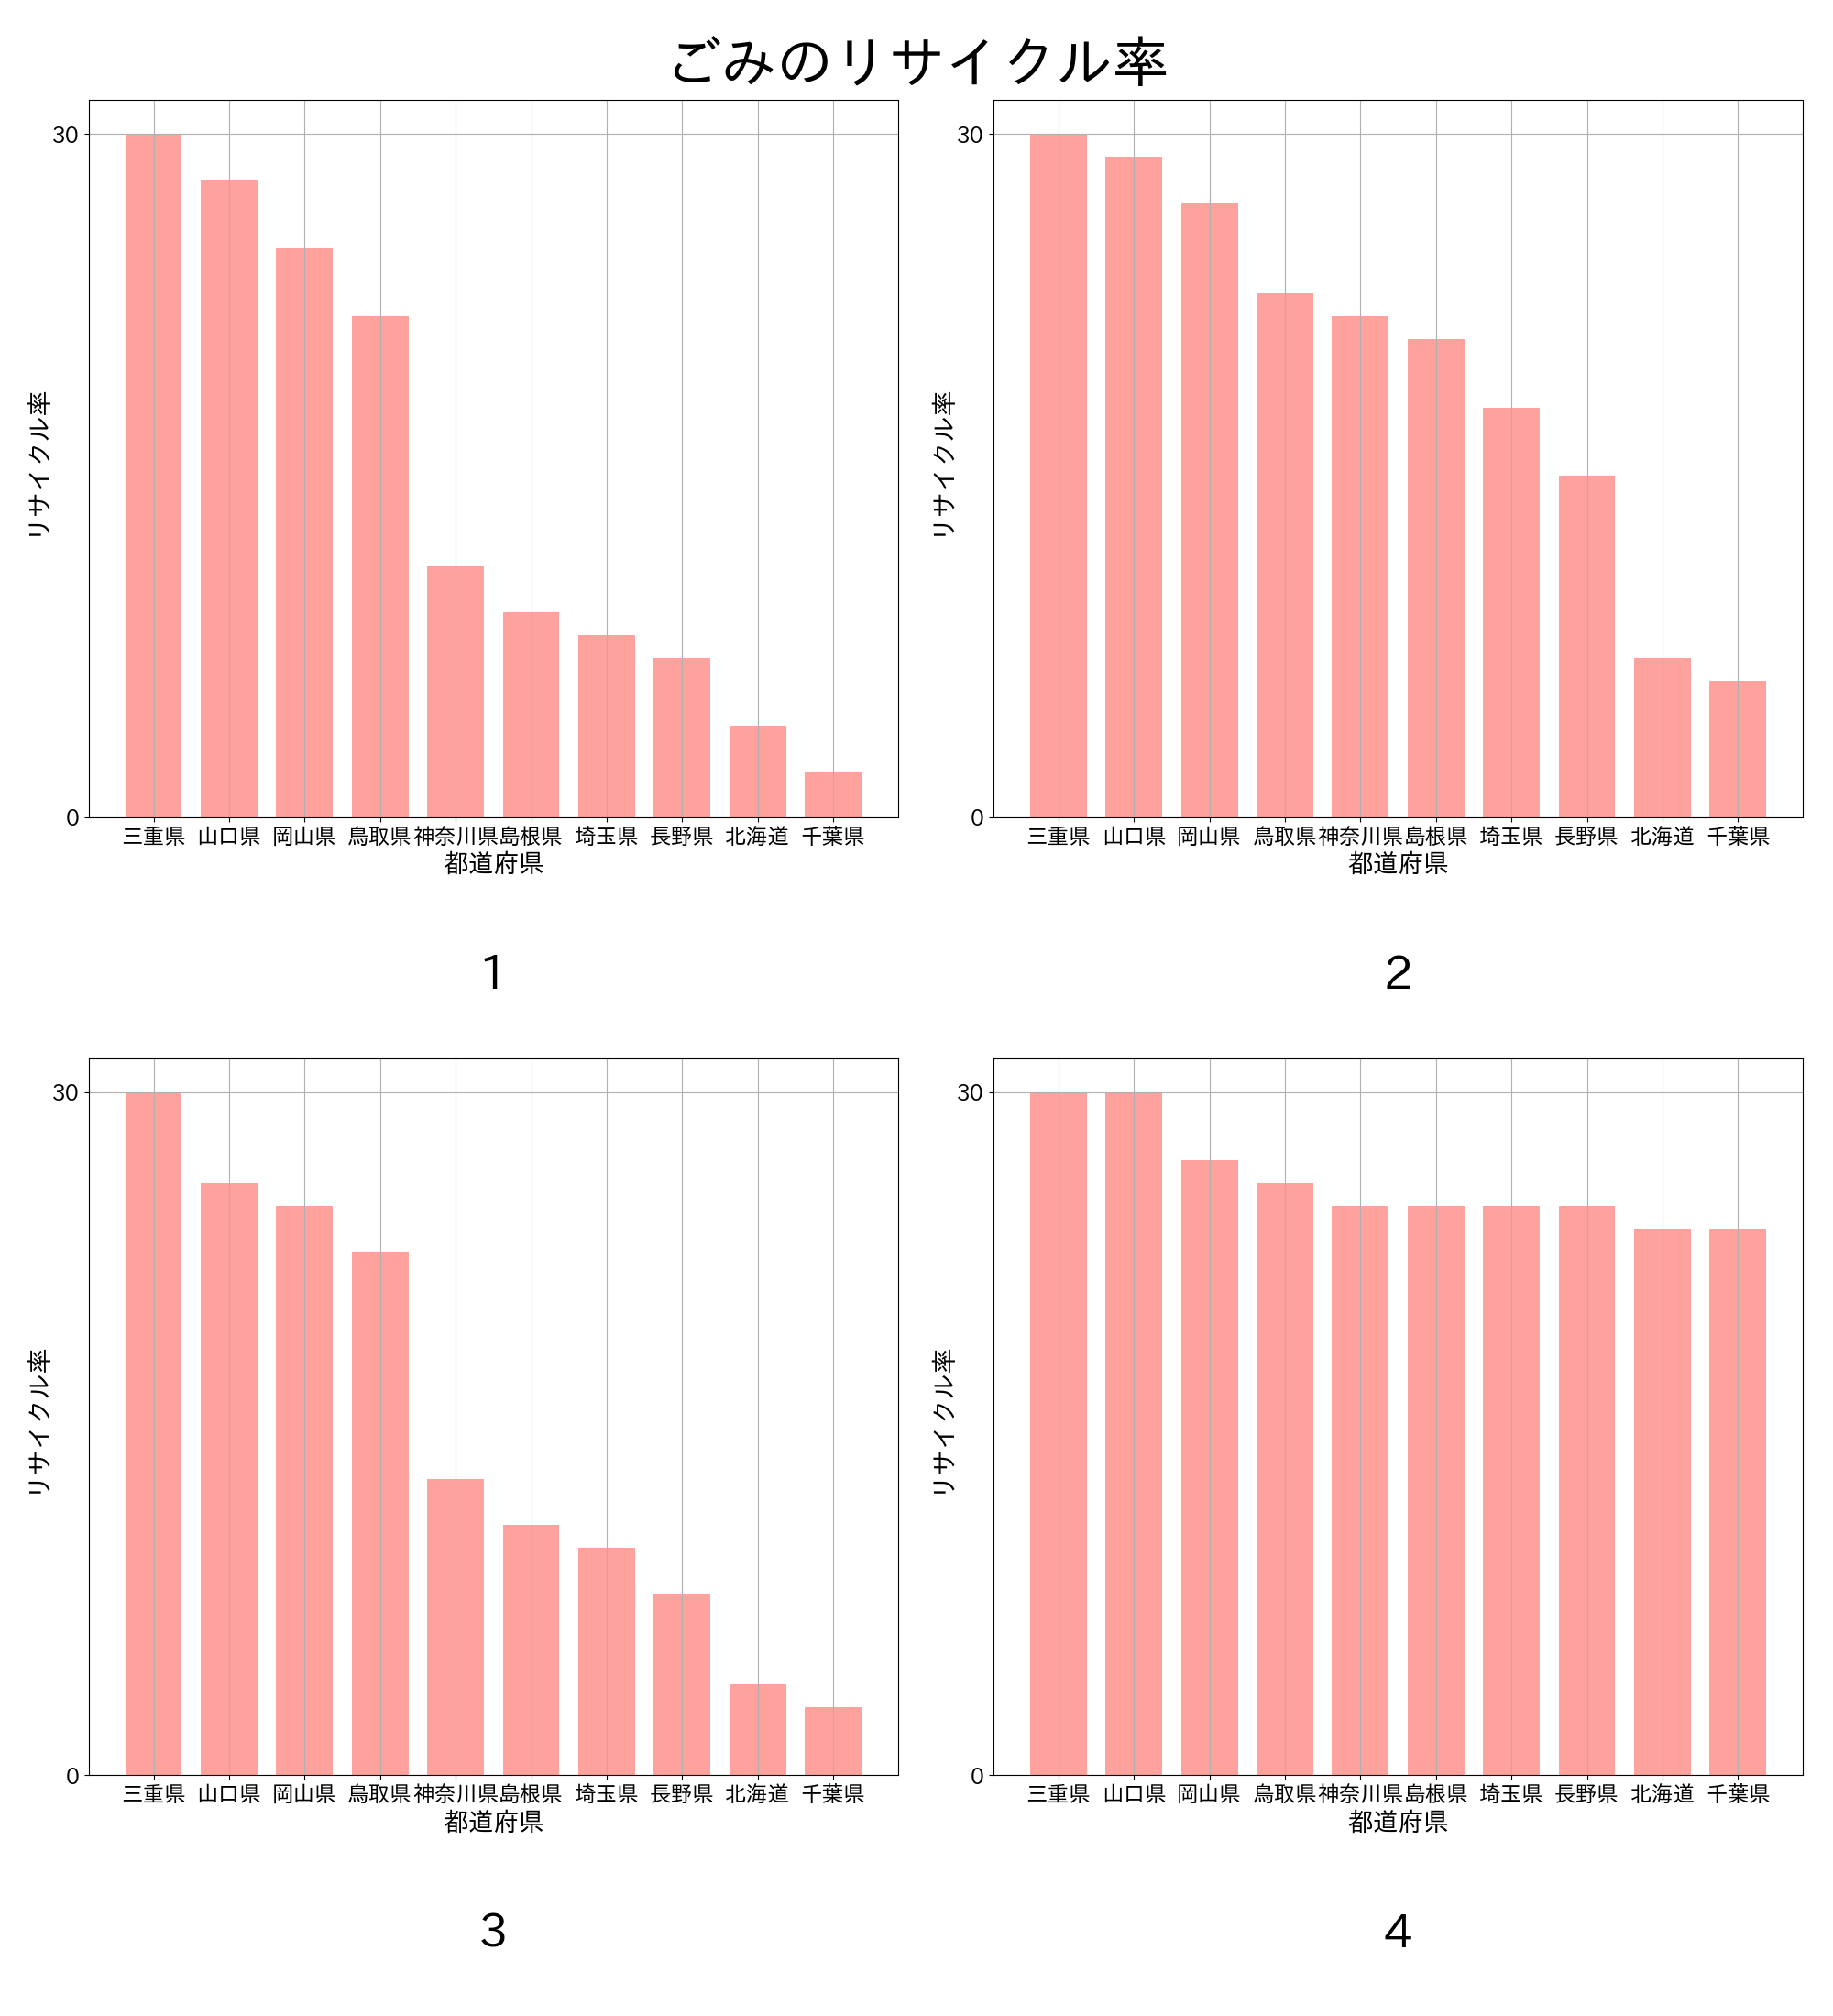 ごみのリサイクル率
30
0
リサイクル率
三重県 山口県 岡山県 鳥取県 神奈川県 島根県 埼玉県 長野県 北海道 千葉県
都道府県
1
30
0
リサイクル率
三重県 山口県 岡山県 鳥取県 神奈川県 島根県 埼玉県 長野県 北海道 千葉県
都道府県
2
30
0
リサイクル率
三重県 山口県 岡山県 鳥取県 神奈川県 島根県 埼玉県 長野県 北海道 千葉県
都道府県
3
30
0
リサイクル率
三重県 山口県 岡山県 鳥取県 神奈川県 島根県 埼玉県 長野県 北海道 千葉県
都道府県
4